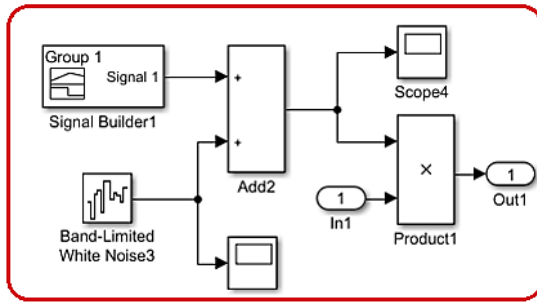 Group 1
Signal 1
Signal Builder1
+
+
Add2
Scope4
Band-Limited
White Noise3
1
In1
×
Product1
1
Out1